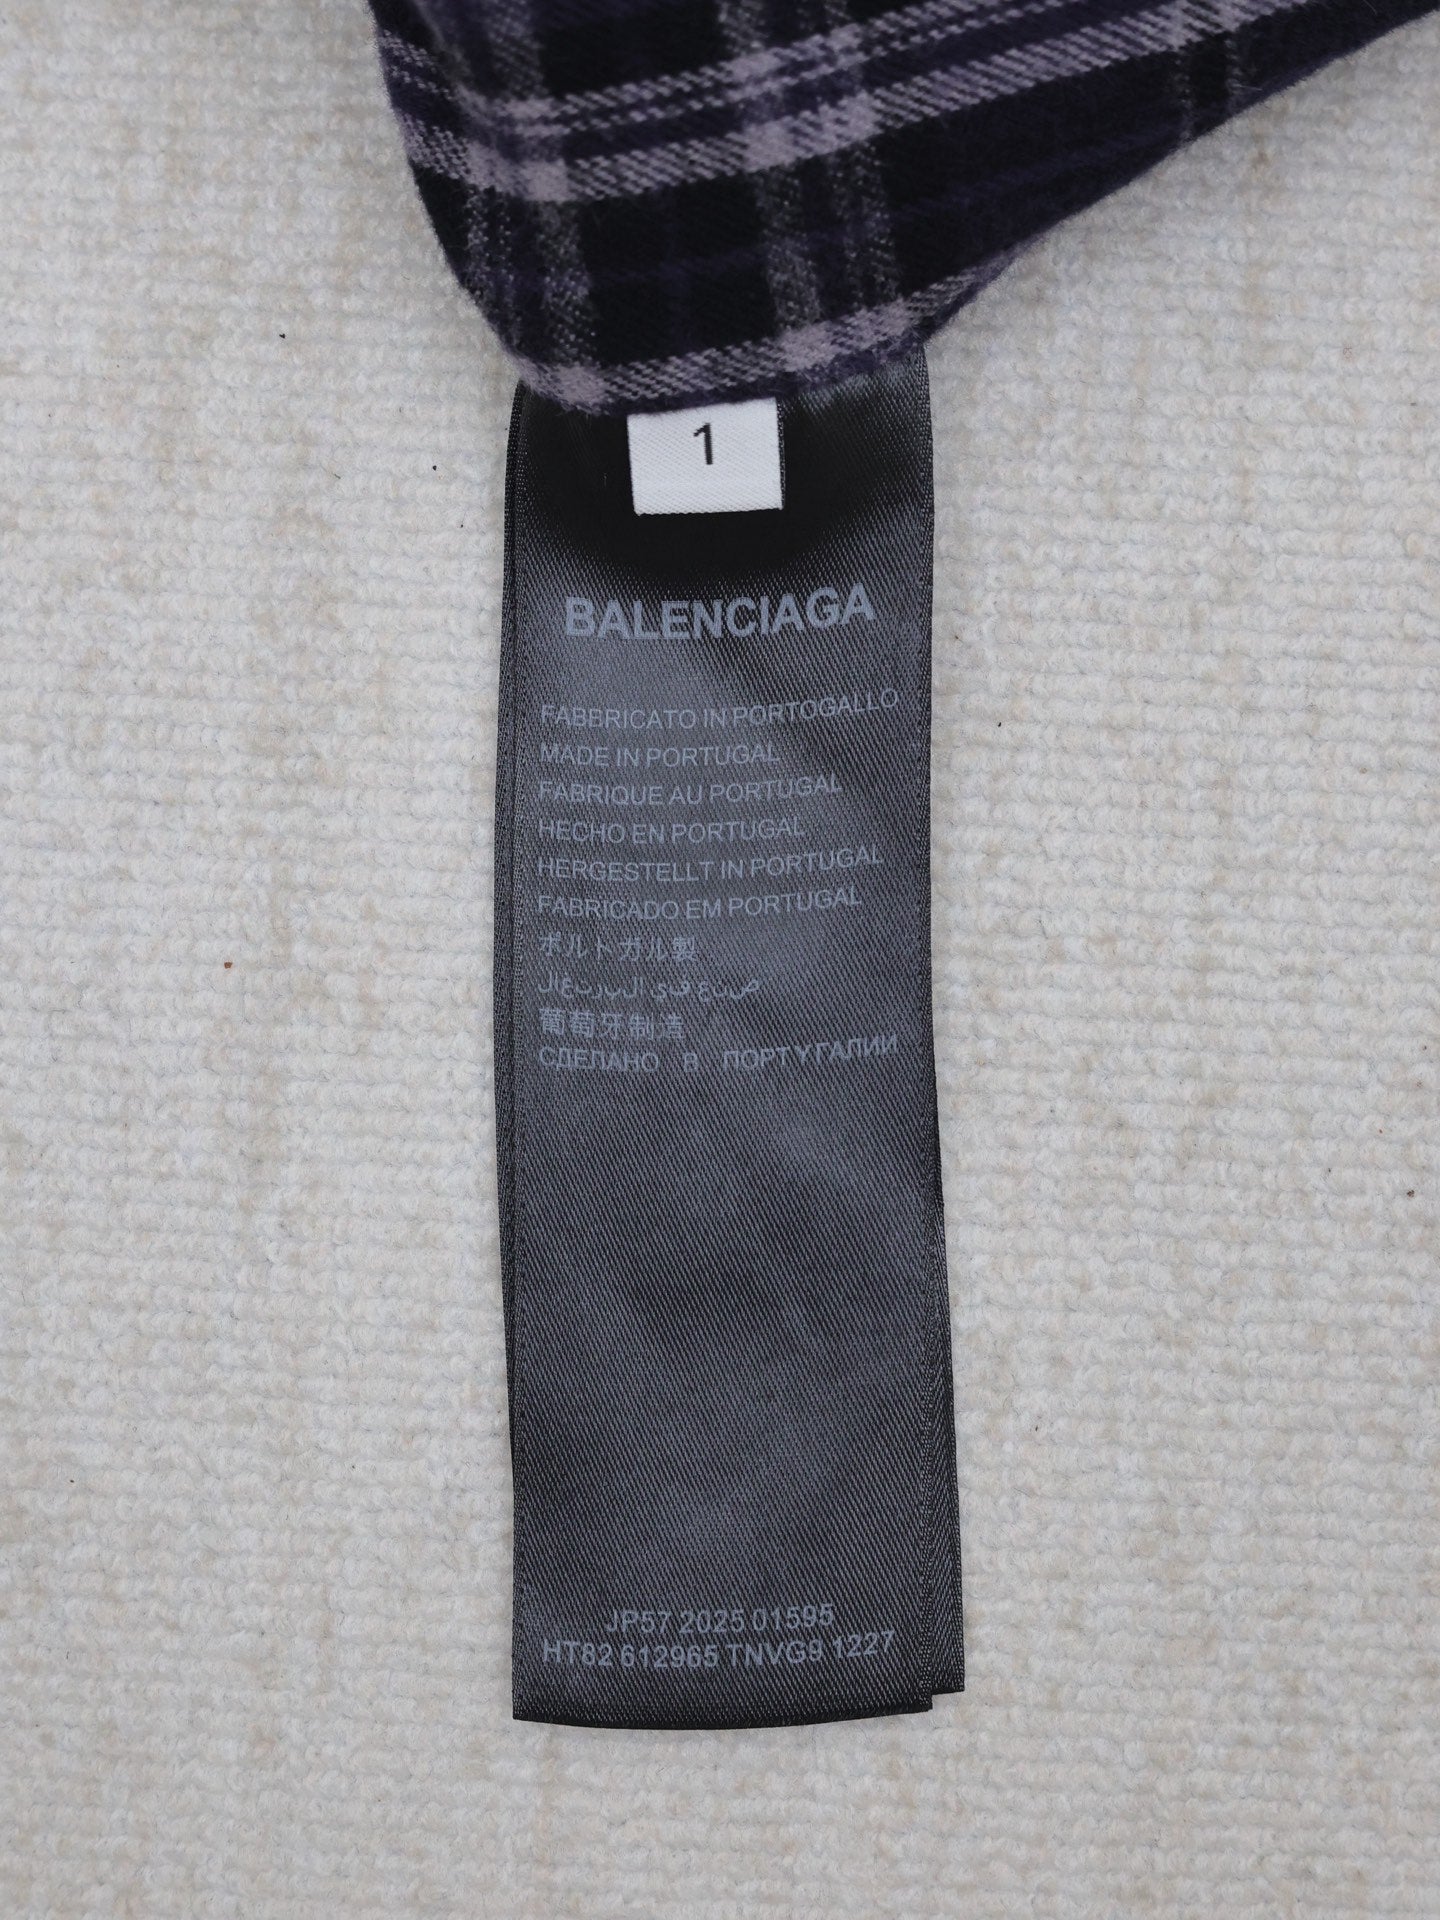 1
BALENCIAGA
FABBRICATO IN PORTOGALLO
MADE IN PORTUGAL
FABRIQUE AU PORTUGAL
HECHO EN PORTUGAL
HERGESTELLT IN PORTUGAL
FABRICADO EM PORTUGAL
ポルトガル製
صنع في البرتغال
葡萄牙制造
СДЕЛАНО В ПОРТУГАЛИИ
JP57 2025 01595
HT82 612965 TNVG9 1227